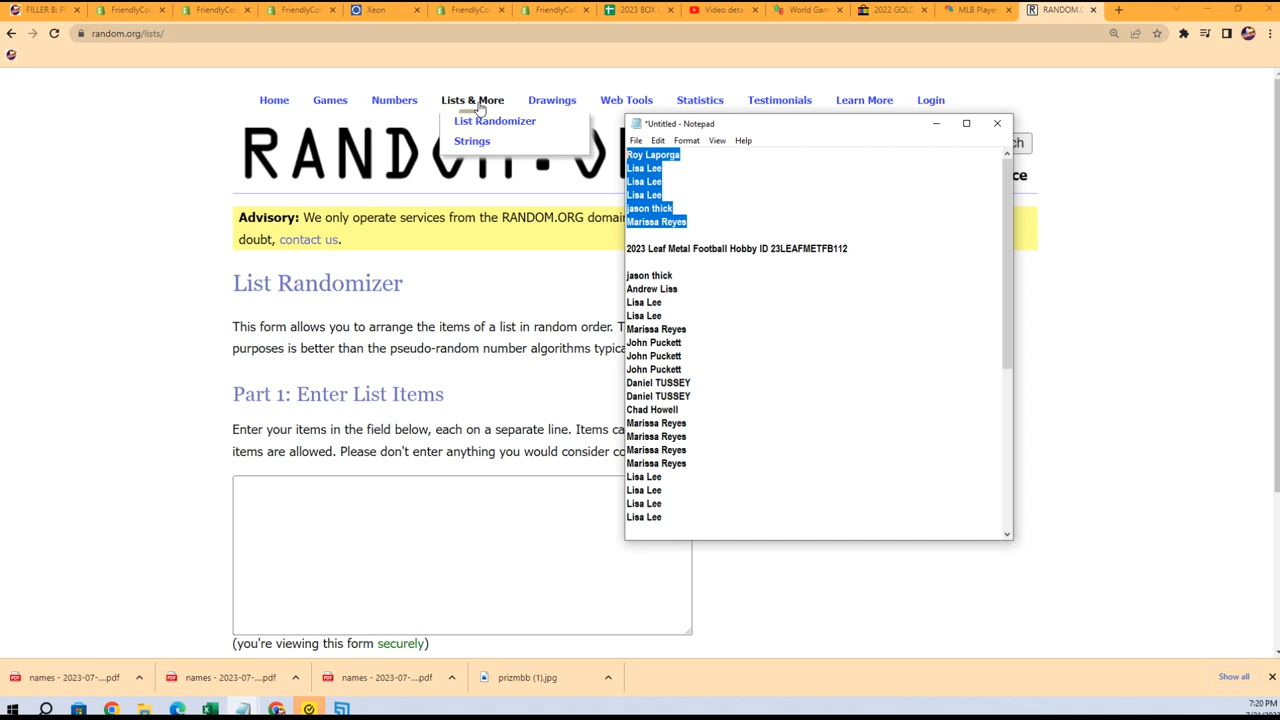 FILLER B: P
FriendlyCo
FriendlyCo
FriendlyCo
Xeon
FriendlyCo
FriendlyCo
2023 BOX
Video deta
World Gam
2022 GOLD
MLB Player
RANDOM.O
random.org/lists/
Home
Games
Numbers
Lists & More
Drawings
Web Tools
Statistics
Testimonials
Learn More
Login
List Randomizer
Strings
RANDOM.O
ch
ce
Advisory: We only operate services from the RANDOM.ORG domai
doubt, contact us.
List Randomizer
This form allows you to arrange the items of a list in random order. T
purposes is better than the pseudo-random number algorithms typic
Part 1: Enter List Items
Enter your items in the field below, each on a separate line. Items ca
items are allowed. Please don't enter anything you would consider co
(you're viewing this form securely)
*Untitled - Notepad
File Edit Format View Help
Roy Laporga
Lisa Lee
Lisa Lee
Lisa Lee
jason thick
Marissa Reyes
2023 Leaf Metal Football Hobby ID 23LEAFMETFB112
jason thick
Andrew Liss
Lisa Lee
Lisa Lee
Marissa Reyes
John Puckett
John Puckett
John Puckett
Daniel TUSSEY
Daniel TUSSEY
Chad Howell
Marissa Reyes
Marissa Reyes
Marissa Reyes
Marissa Reyes
Lisa Lee
Lisa Lee
Lisa Lee
Lisa Lee
names - 2023-07-....pdf
names - 2023-07-....pdf
names - 2023-07-....pdf
prizmbb (1).jpg
Show all
7:20 PM